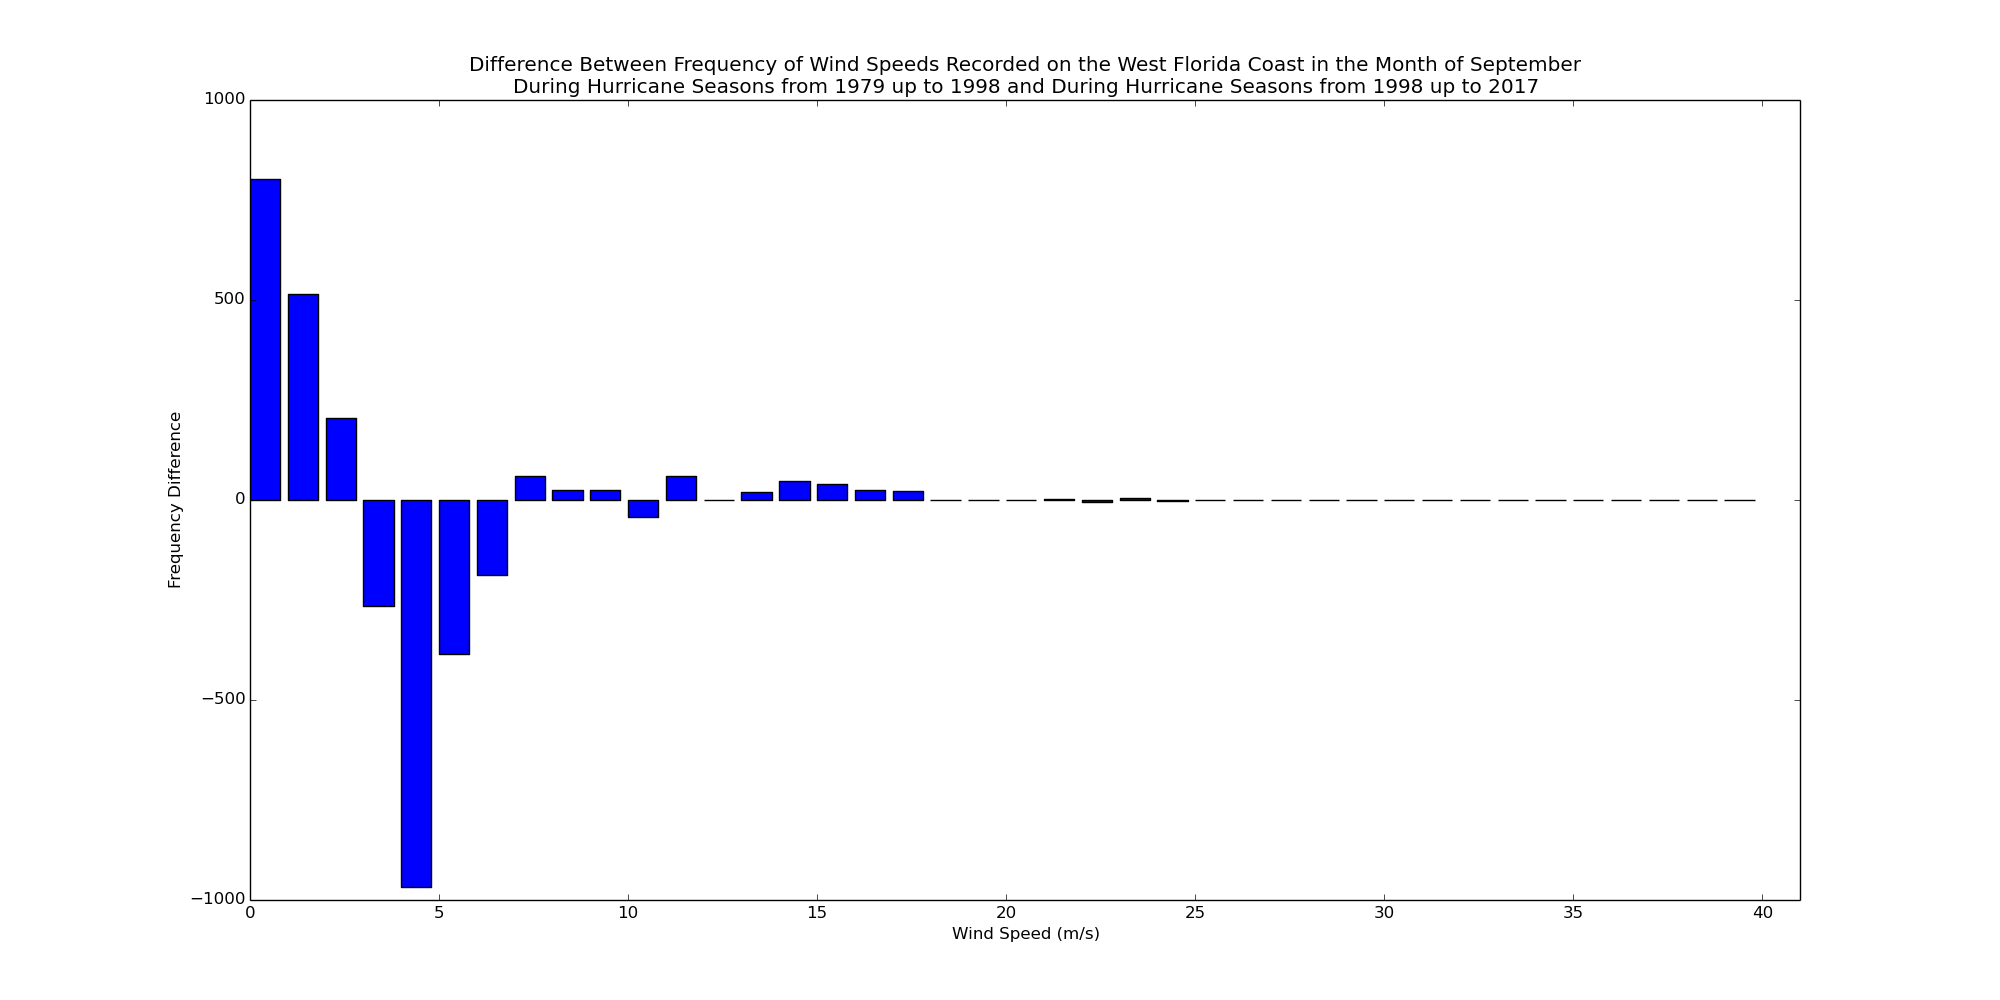 Difference Between Frequency of Wind Speeds Recorded on the West Florida Coast in the Month of September
During Hurricane Seasons from 1979 up to 1998 and During Hurricane Seasons from 1998 up to 2017
1000
500
0
−500
−1000
Frequency Difference
0 5 10 15 20 25 30 35 40
Wind Speed (m/s)